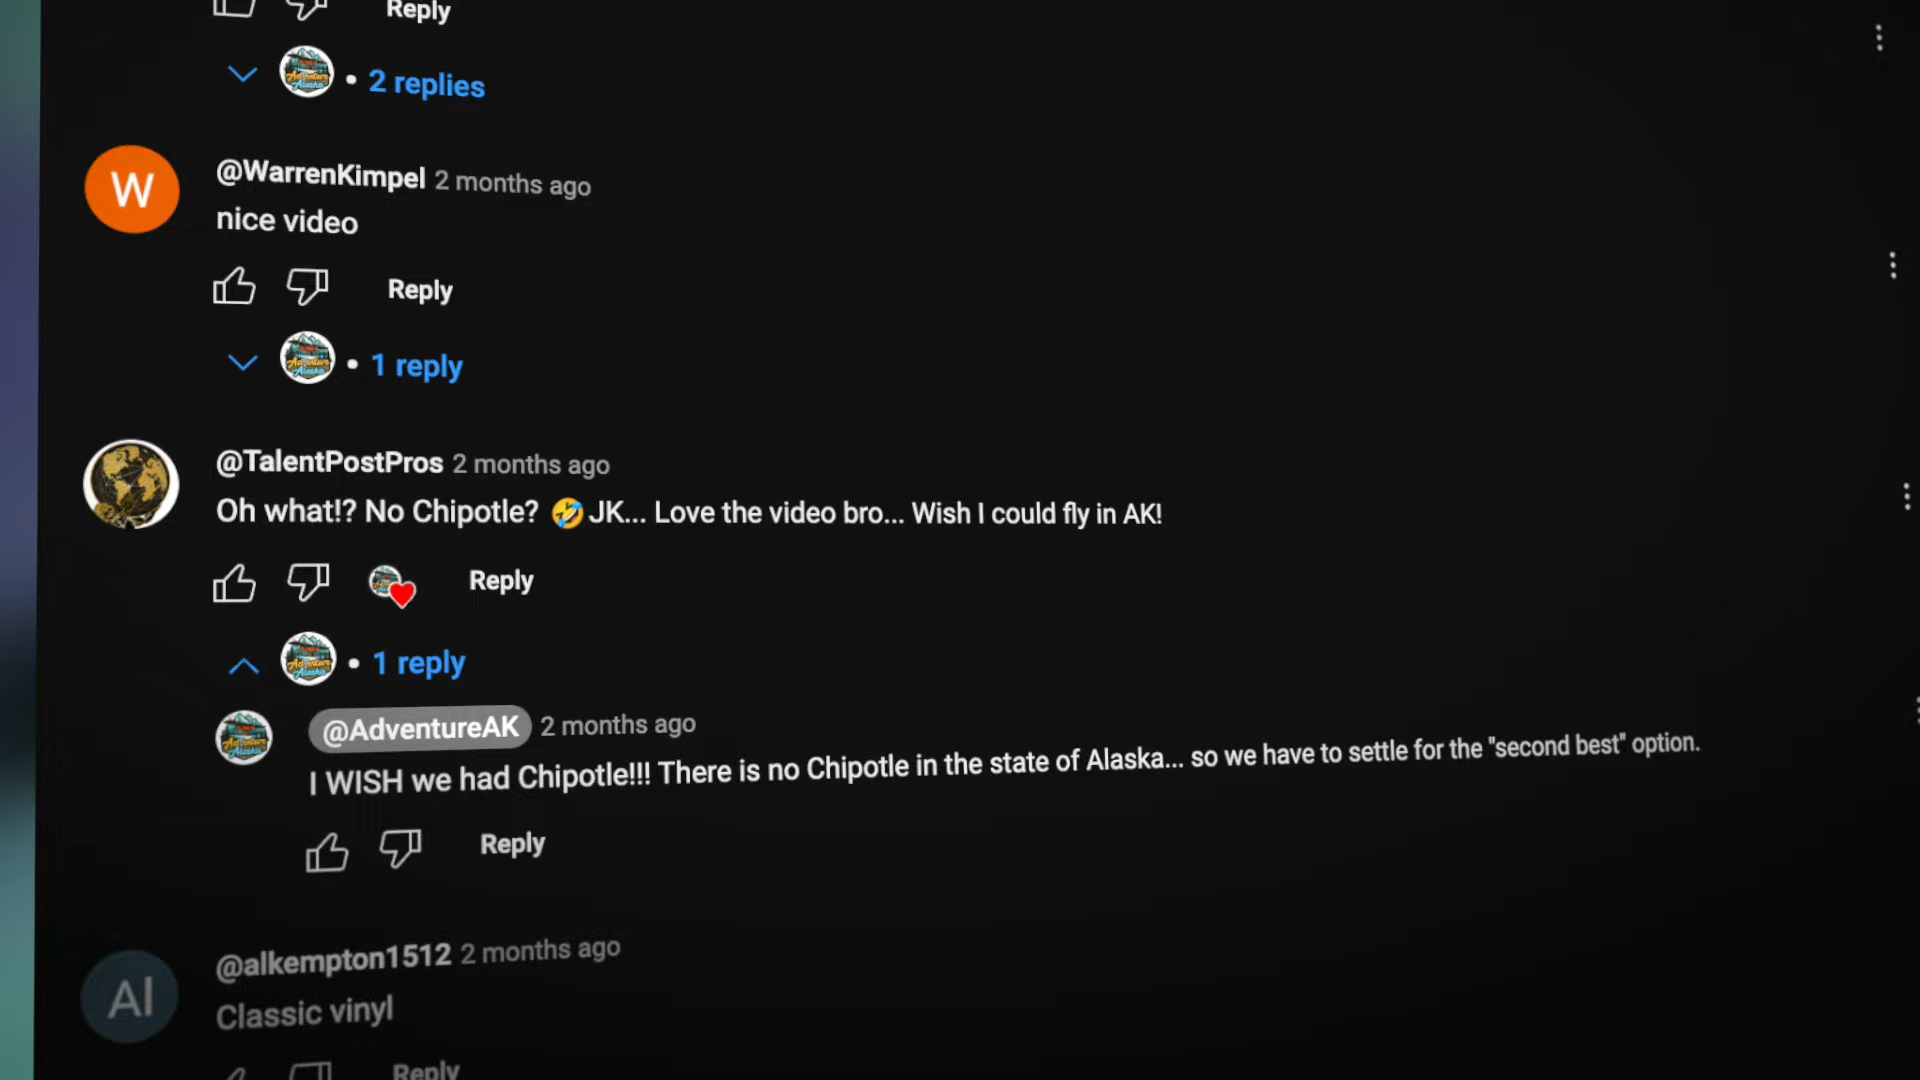 Reply
2 replies
W
@WarrenKimpel 2 months ago
nice video
Reply
1 reply
@TalentPostPros 2 months ago
Oh what!? No Chipotle? 🤣 JK... Love the video bro... Wish I could fly in AK!
Reply
1 reply
@AdventureAK 2 months ago
I WISH we had Chipotle!!! There is no Chipotle in the state of Alaska... so we have to settle for the "second best" option.
Reply
Al
@alkempton1512 2 months ago
Classic vinyl
Reply